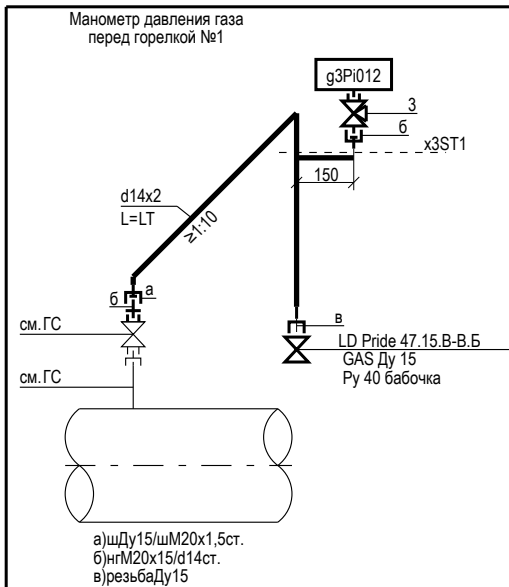 Манометр давления газа
перед горелкой №1
g3Pi012
3
б
x3ST1
150
d14x2
L=LT
≥1:10
а
б
см.ГС
в
LD Pride 47.15.В-В.Б
GAS Ду 15
Ру 40 бабочка
см.ГС
а)шДу15/шМ20х1,5ст.
б)нгМ20х15/d14ст.
в)резьбаДу15